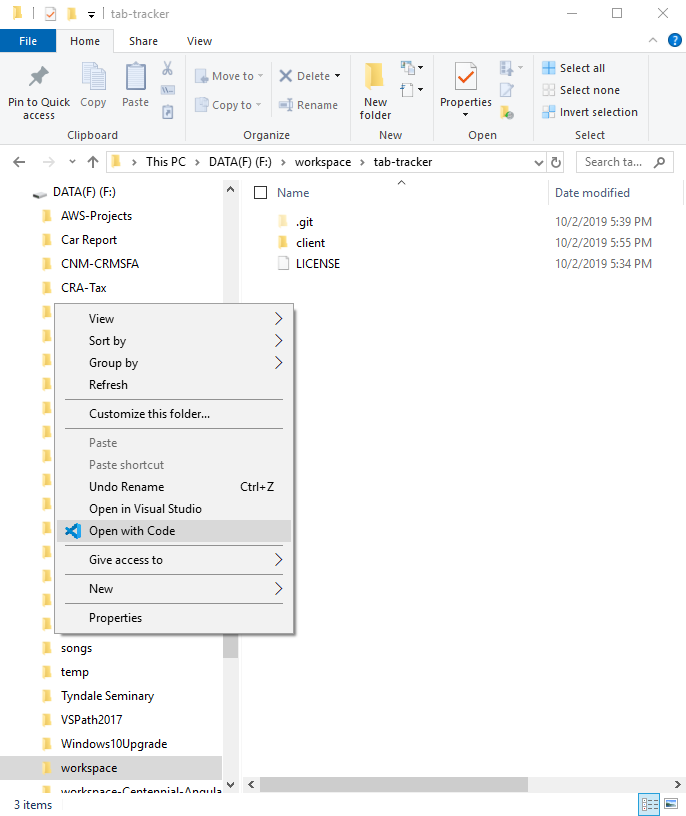 tab-tracker
File Home Share View
Pin to Quick access
Copy
Paste
Clipboard
Move to
Copy to
Delete
Rename
Organize
New folder
New
Properties
Open
Select all
Select none
Invert selection
Select
This PC > DATA(F) (F:) > workspace > tab-tracker
Search ta...
DATA(F) (F:)
AWS-Projects
Car Report
CNM-CRMSFA
CRA-Tax
Name Date modified
.git 10/2/2019 5:39 PM
client 10/2/2019 5:55 PM
LICENSE 10/2/2019 5:34 PM
View
Sort by
Group by
Refresh
Customize this folder...
Paste
Paste shortcut
Undo Rename Ctrl+Z
Open in Visual Studio
Open with Code
Give access to
New
Properties
songs
temp
Tyndale Seminary
VSPath2017
Windows10Upgrade
workspace
workspace-Centennial-Angula
3 items